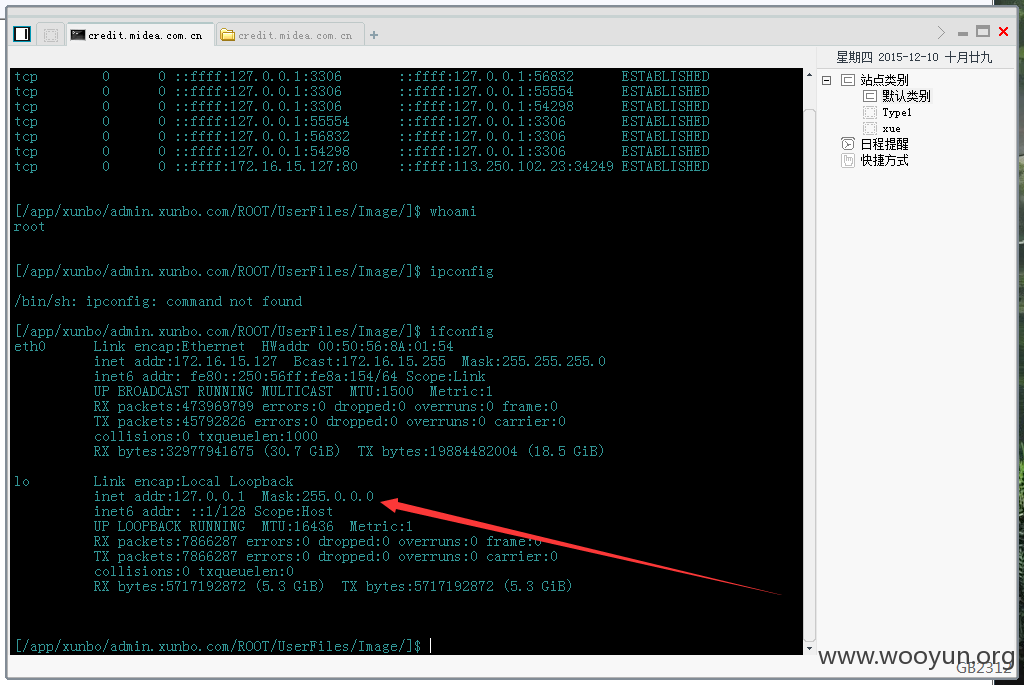 credit.midea.com.cn credit.midea.com.cn +
星期四 2015-12-10 十月廿九
站点类别
默认类别
Type1
xue
日程提醒
快捷方式
tcp 0 0 ::ffff:127.0.0.1:3306 ::ffff:127.0.0.1:56832 ESTABLISHED
tcp 0 0 ::ffff:127.0.0.1:3306 ::ffff:127.0.0.1:55554 ESTABLISHED
tcp 0 0 ::ffff:127.0.0.1:3306 ::ffff:127.0.0.1:54298 ESTABLISHED
tcp 0 0 ::ffff:127.0.0.1:55554 ::ffff:127.0.0.1:3306 ESTABLISHED
tcp 0 0 ::ffff:127.0.0.1:56832 ::ffff:127.0.0.1:3306 ESTABLISHED
tcp 0 0 ::ffff:127.0.0.1:54298 ::ffff:127.0.0.1:3306 ESTABLISHED
tcp 0 0 ::ffff:172.16.15.127:80 ::ffff:113.250.102.23:34249 ESTABLISHED
[/app/xunbo/admin.xunbo.com/ROOT/UserFiles/Image/]$ whoami
root
[/app/xunbo/admin.xunbo.com/ROOT/UserFiles/Image/]$ ipconfig
/bin/sh: ipconfig: command not found
[/app/xunbo/admin.xunbo.com/ROOT/UserFiles/Image/]$ ifconfig
eth0 Link encap:Ethernet HWaddr 00:50:56:8A:01:54
inet addr:172.16.15.127 Bcast:172.16.15.255 Mask:255.255.255.0
inet6 addr: fe80::250:56ff:fe8a:154/64 Scope:Link
UP BROADCAST RUNNING MULTICAST MTU:1500 Metric:1
RX packets:473969799 errors:0 dropped:0 overruns:0 frame:0
TX packets:45792826 errors:0 dropped:0 overruns:0 carrier:0
collisions:0 txqueuelen:1000
RX bytes:32977941675 (30.7 GiB) TX bytes:19884482004 (18.5 GiB)
lo Link encap:Local Loopback
inet addr:127.0.0.1 Mask:255.0.0.0
inet6 addr: ::1/128 Scope:Host
UP LOOPBACK RUNNING MTU:16436 Metric:1
RX packets:7866287 errors:0 dropped:0 overruns:0 frame:0
TX packets:7866287 errors:0 dropped:0 overruns:0 carrier:0
collisions:0 txqueuelen:0
RX bytes:5717192872 (5.3 GiB) TX bytes:5717192872 (5.3 GiB)
[/app/xunbo/admin.xunbo.com/ROOT/UserFiles/Image/]$
www.wooyun.org
GB2312